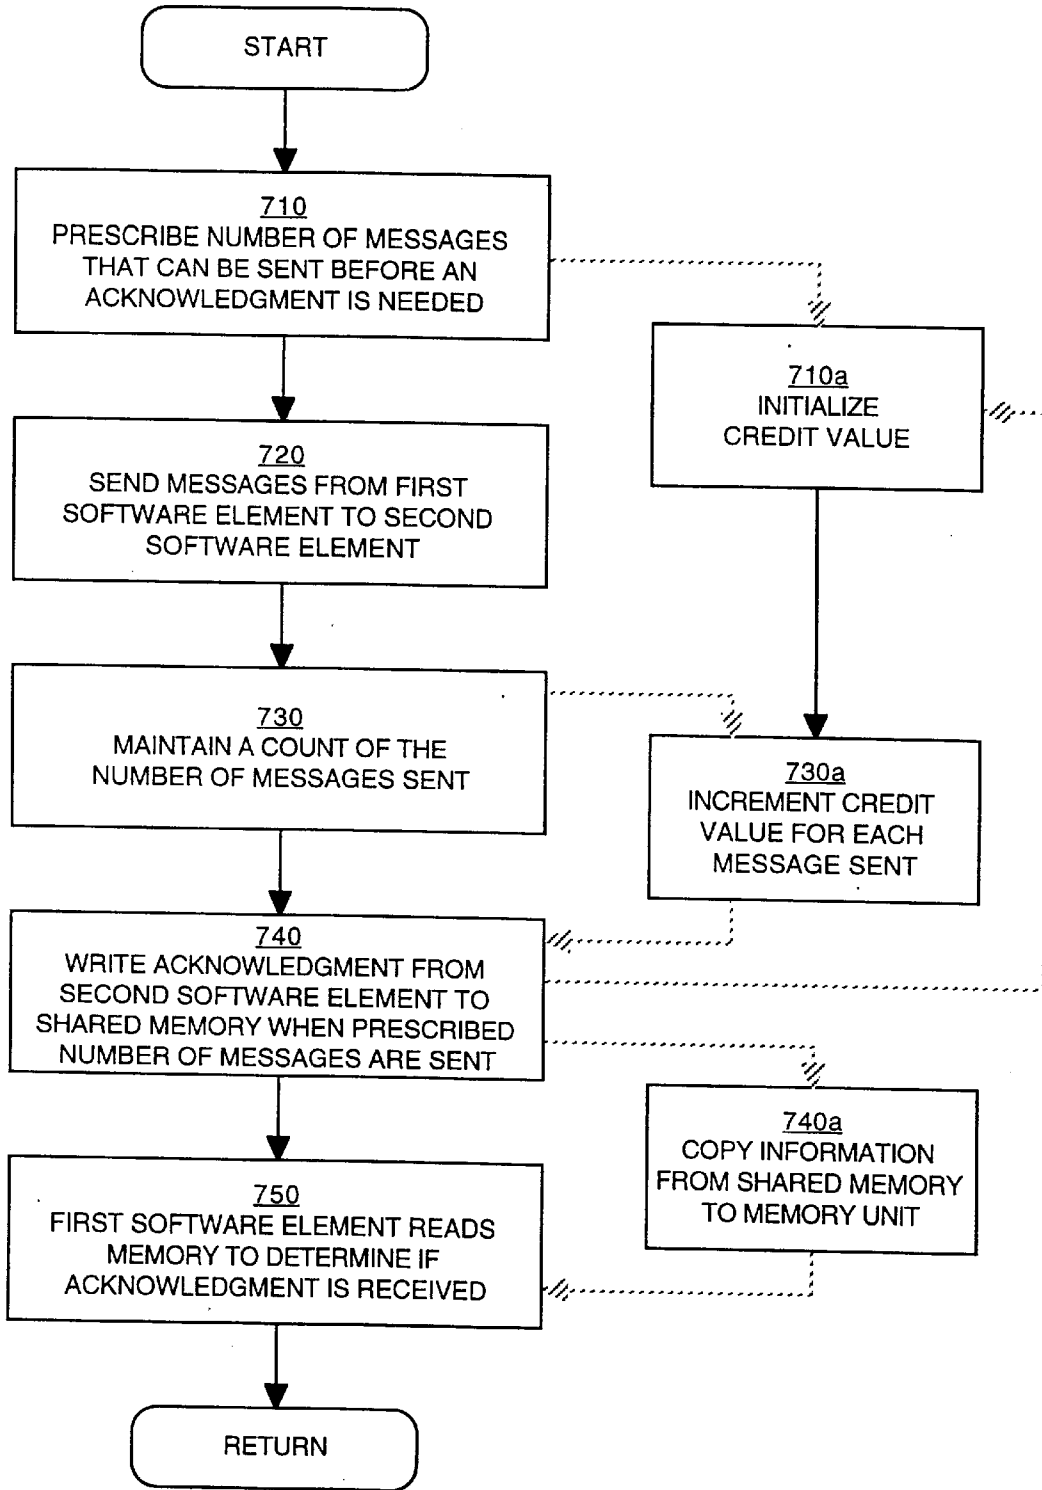 START
710
PRESCRIBE NUMBER OF MESSAGES
THAT CAN BE SENT BEFORE AN
ACKNOWLEDGMENT IS NEEDED
710a
INITIALIZE
CREDIT VALUE
720
SEND MESSAGES FROM FIRST
SOFTWARE ELEMENT TO SECOND
SOFTWARE ELEMENT
730
MAINTAIN A COUNT OF THE
NUMBER OF MESSAGES SENT
730a
INCREMENT CREDIT
VALUE FOR EACH
MESSAGE SENT
740
WRITE ACKNOWLEDGMENT FROM
SECOND SOFTWARE ELEMENT TO
SHARED MEMORY WHEN PRESCRIBED
NUMBER OF MESSAGES ARE SENT
740a
COPY INFORMATION
FROM SHARED MEMORY
TO MEMORY UNIT
750
FIRST SOFTWARE ELEMENT READS
MEMORY TO DETERMINE IF
ACKNOWLEDGMENT IS RECEIVED
RETURN